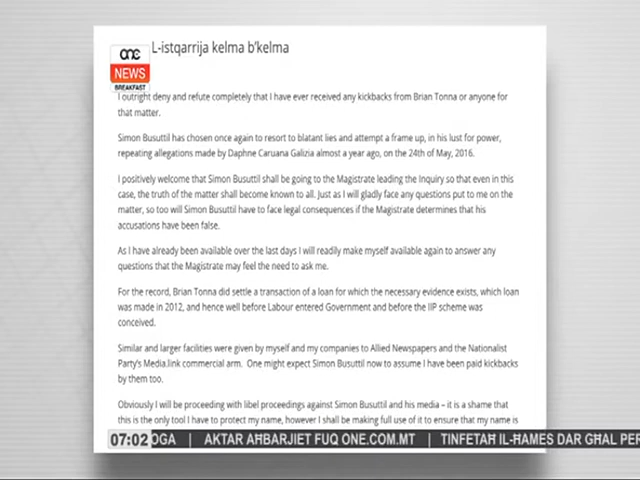 one
NEWS
BREAKFAST
L-istqarrija kelma b'kelma
I outright deny and refute completely that I have ever received any kickbacks from Brian Tonna or anyone for
that matter.
Simon Busuttil has chosen once again to resort to blatant lies and attempt a frame up, in his lust for power,
repeating allegations made by Daphne Caruana Galizia almost a year ago, on the 24th of May, 2016.
I positively welcome that Simon Busuttil shall be going to the Magistrate leading the Inquiry so that even in this
case, the truth of the matter shall become known to all. Just as I will gladly face any questions put to me on the
matter, so too will Simon Busuttil have to face legal consequences if the Magistrate determines that his
accusations have been false.
As I have already been available over the last days I will readily make myself available again to answer any
questions that the Magistrate may feel the need to ask me.
For the record, Brian Tonna did settle a transaction of a loan for which the necessary evidence exists, which loan
was made in 2012, and hence well before Labour entered Government and before the IIP scheme was
conceived.
Similar and larger facilities were given by myself and my companies to Allied Newspapers and the Nationalist
Party's Media.link commercial arm. One might expect Simon Busuttil now to assume I have been paid kickbacks
by them too.
Obviously I will be proceeding with libel proceedings against Simon Busuttil and his media – it is a shame that
this is the only tool I have to protect my name, however I shall be making full use of it to ensure that my name is
07:02 OGA | AKTAR AĦBARJIET FUQ ONE.COM.MT | TINFETAĦ IL-ĦAMES DAR GĦAL PER